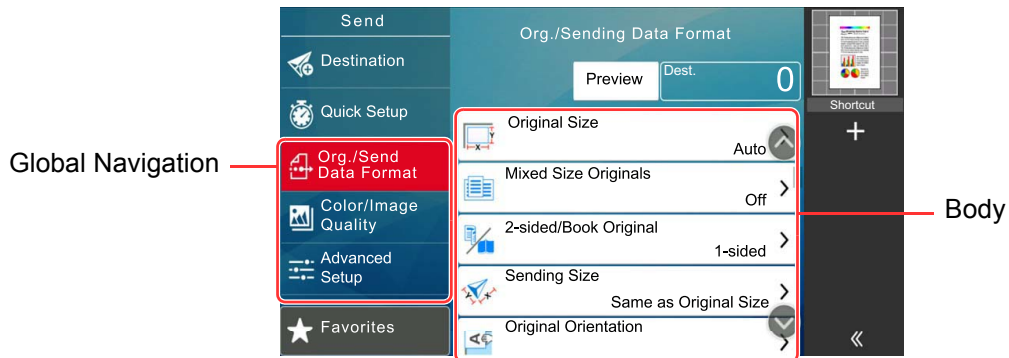 Send
Destination
Quick Setup
Org./Send
Data Format
Color/Image
Quality
Advanced
Setup
Favorites
Global Navigation
Org./Sending Data Format
Preview
Dest.
0
Original Size
Auto
Mixed Size Originals
Off
2-sided/Book Original
1-sided
Sending Size
Same as Original Size
Original Orientation
Shortcut
Body